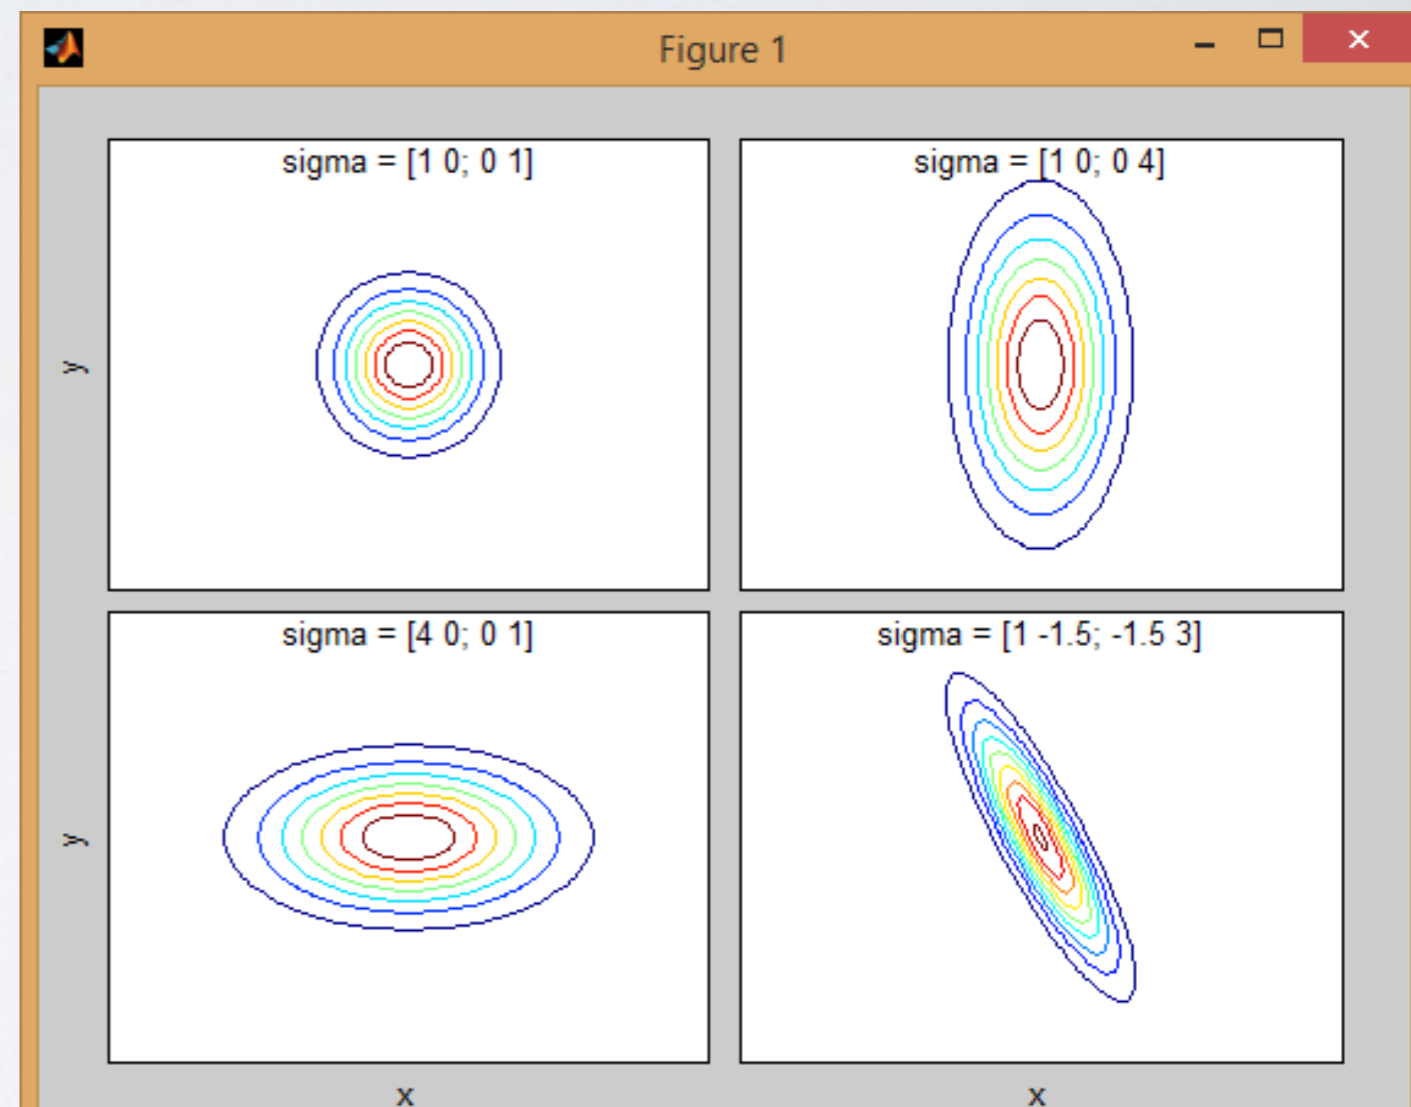 Figure 1
sigma = [1 0; 0 1]
sigma = [1 0; 0 4]
y
sigma = [4 0; 0 1]
sigma = [1 -1.5; -1.5 3]
y
x
x